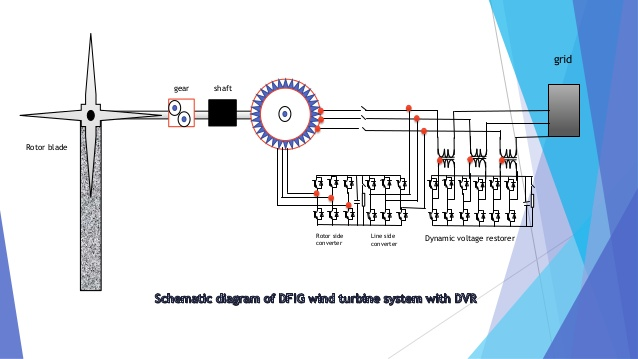 grid
gear
shaft
Rotor blade
Rotor side
converter
Line side
converter
Dynamic voltage restorer
Schematic diagram of DFIG wind turbine system with DVR